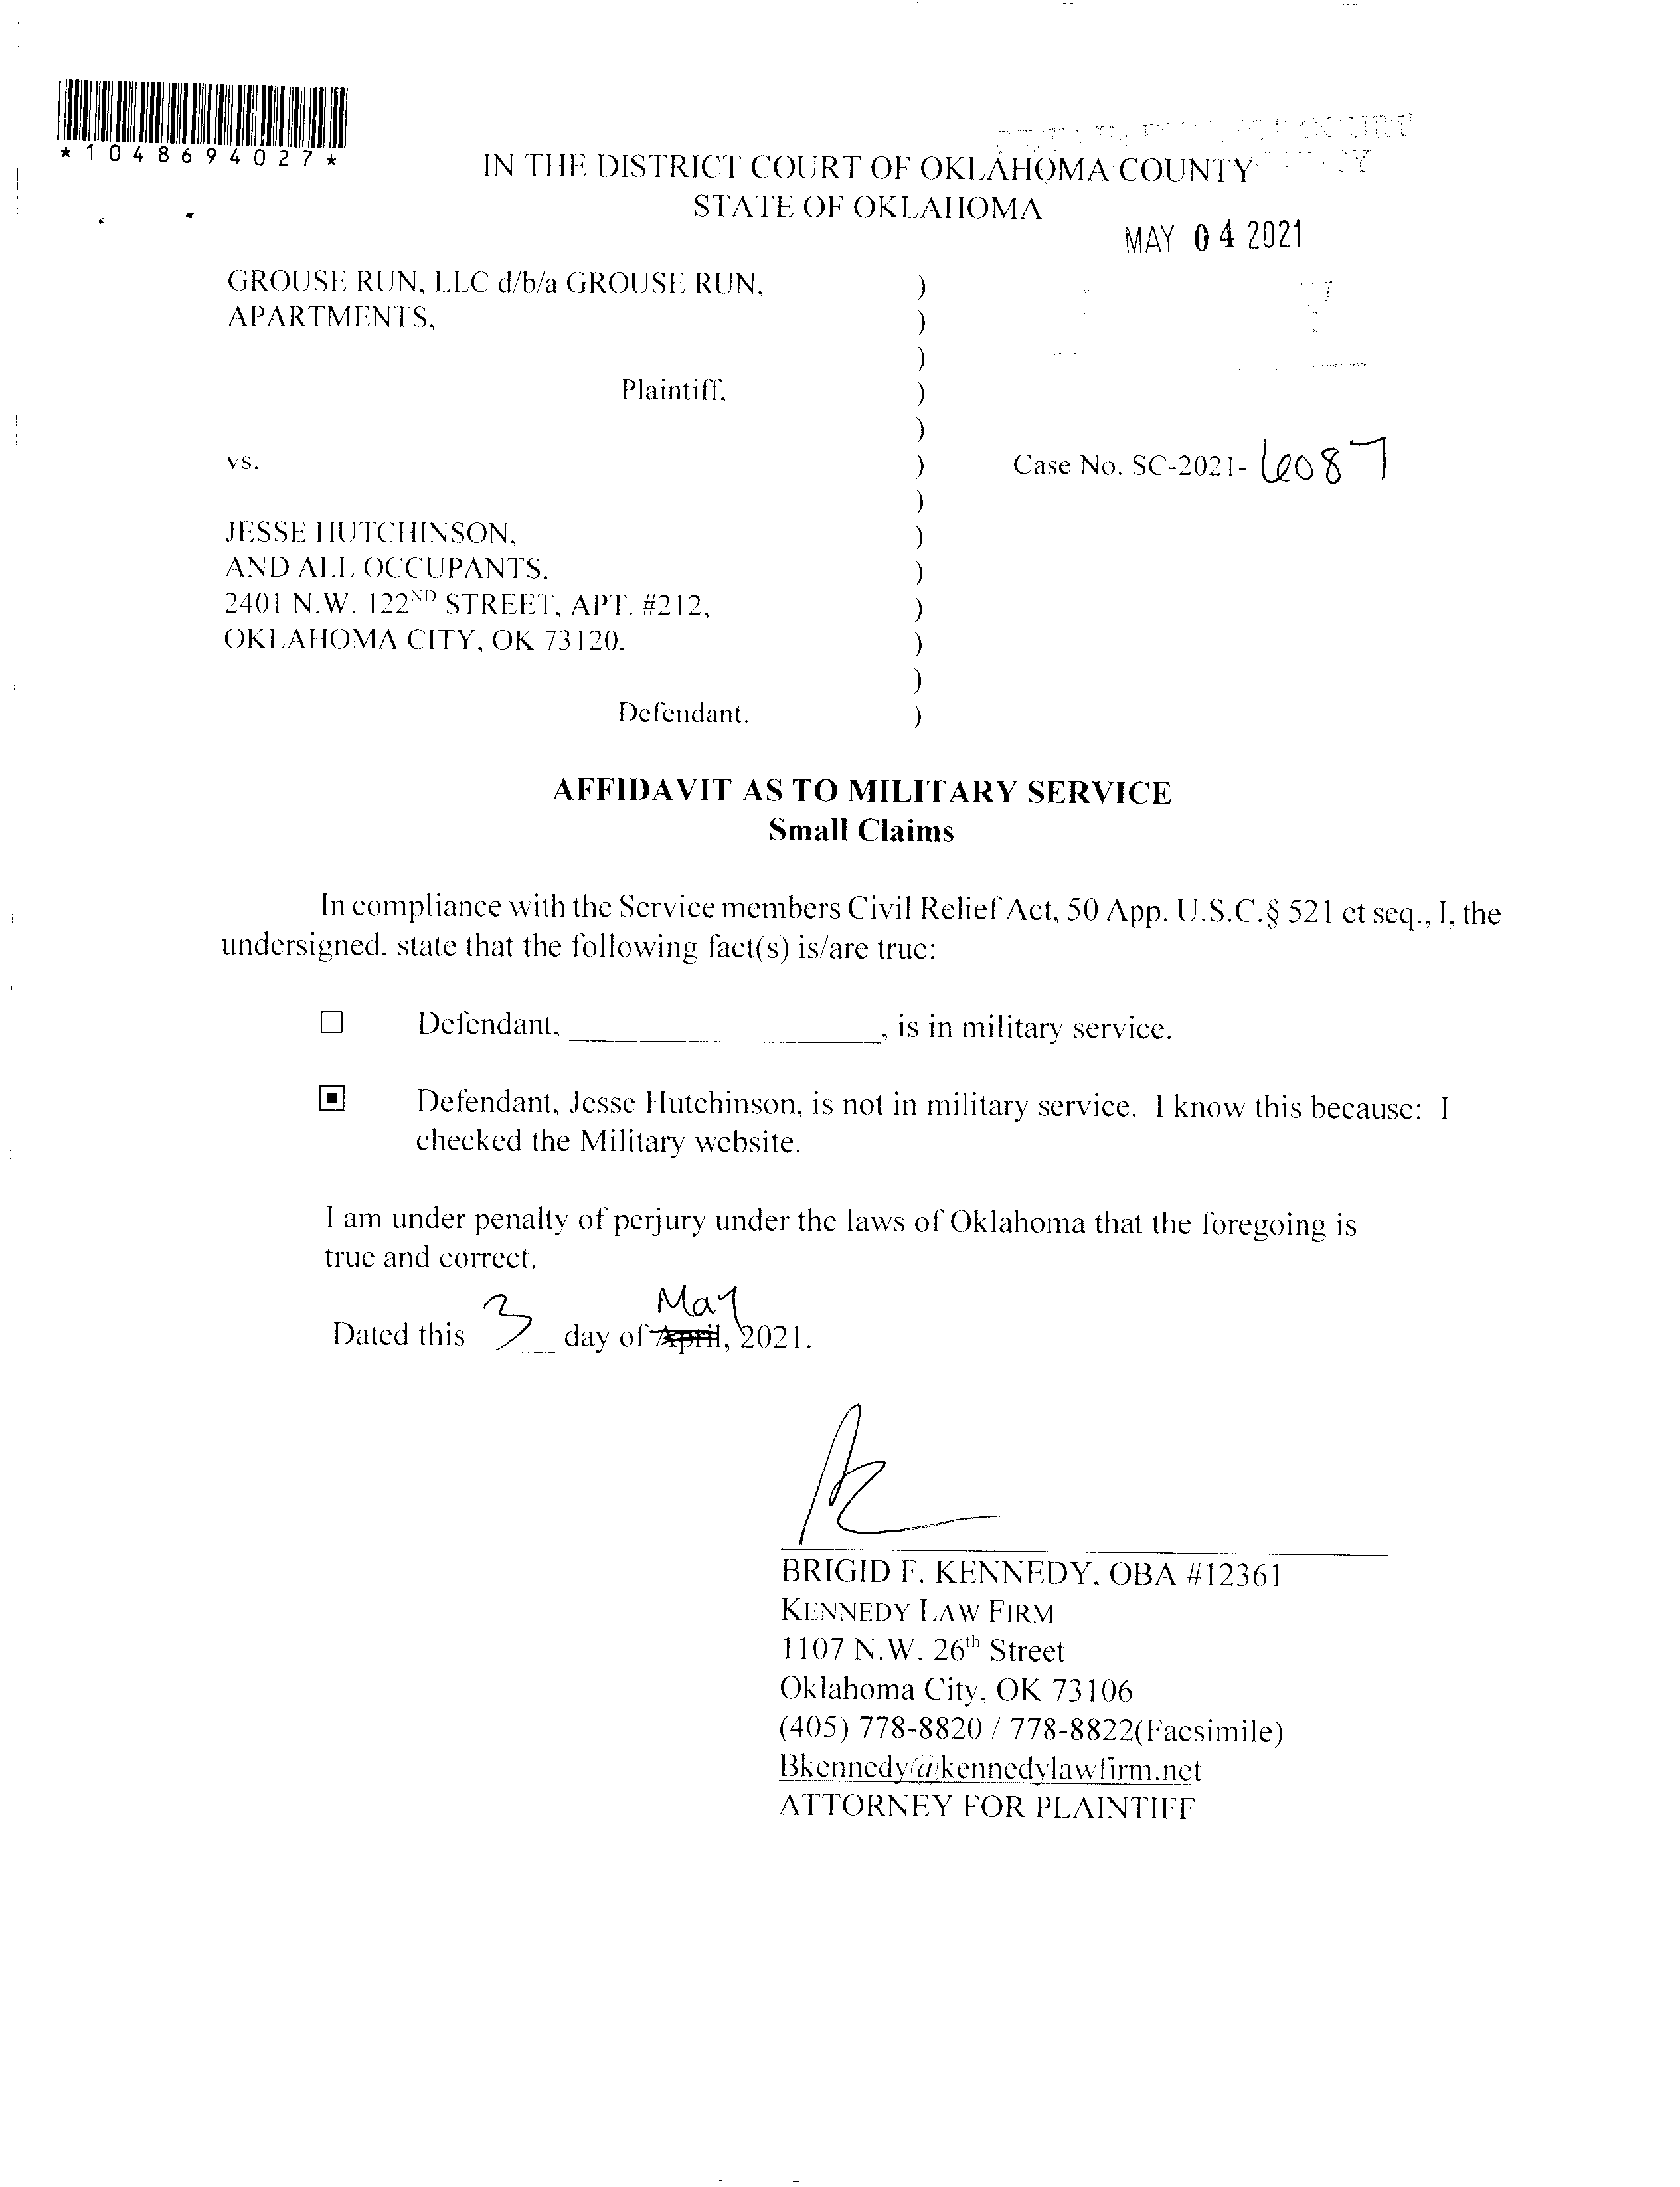 *1048694027*
IN THE DISTRICT COURT OF OKLAHOMA COUNTY
STATE OF OKLAHOMA
MAY 04 2021
GROUSE RUN, LLC d/b/a GROUSE RUN, )
APARTMENTS, )
)
Plaintiff, )
)
vs. ) Case No. SC-2021- 6087
)
JESSE HUTCHINSON, )
AND ALL OCCUPANTS. )
2401 N.W. 122ND STREET, APT. #212, )
OKLAHOMA CITY, OK 73120. )
)
Defendant. )
AFFIDAVIT AS TO MILITARY SERVICE
Small Claims
In compliance with the Service members Civil Relief Act, 50 App. U.S.C.§ 521 et seq., I, the
undersigned. state that the following fact(s) is/are true:
☐ Defendant, ____________ __________, is in military service.
▣ Defendant, Jesse Hutchinson, is not in military service. I know this because: I
checked the Military website.
I am under penalty of perjury under the laws of Oklahoma that the foregoing is
true and correct.
May
Dated this 3 day of April, 2021.
BRIGID F. KENNEDY, OBA #12361
KENNEDY LAW FIRM
1107 N.W. 26th Street
Oklahoma City, OK 73106
(405) 778-8820 / 778-8822(Facsimile)
Bkennedy@kennedylawfirm.net
ATTORNEY FOR PLAINTIFF